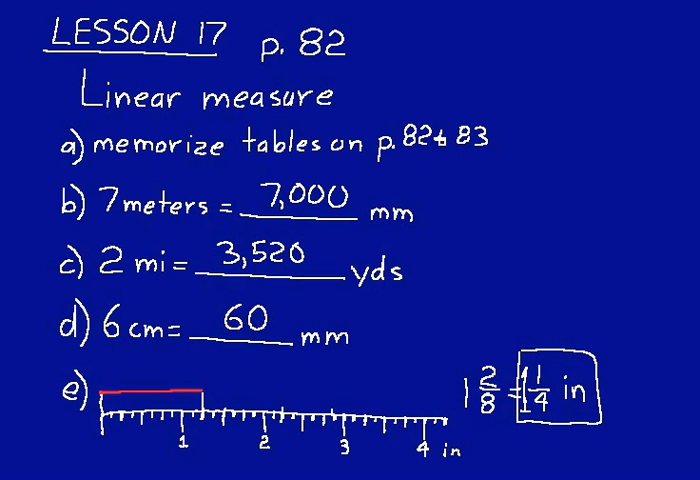 LESSON 17 p. 82
Linear measure
a) memorize tables on p. 82 & 83
b) 7 meters = 7,000 mm
c) 2 mi = 3,520 yds
d) 6 cm = 60 mm
e) 1 2/8 = 1 1/4 in
1 2 3 4 in